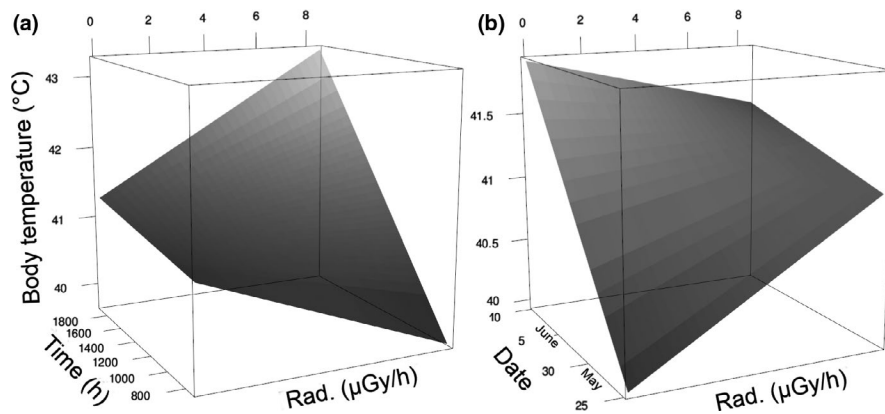 (a)
0 2 4 6 8
43
42
41
40
Body temperature (°C)
1800
1600
1400
1200
1000
800
Time (h)
Rad. (µGy/h)
(b)
0 2 4 6 8
41.5
41
40.5
40
10
June
5
30
May
25
Date
Rad. (µGy/h)